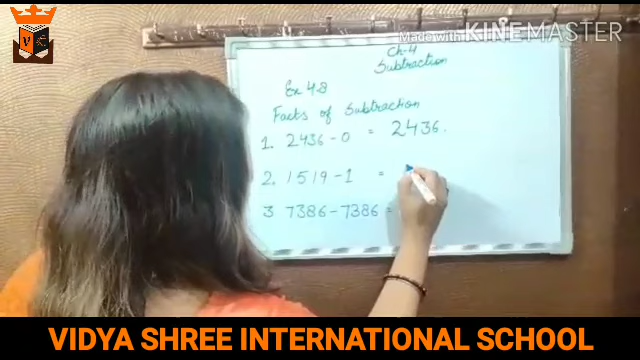 VC
Made with KINEMASTER
Ch-4
Subtraction
Ex 4.8
Facts of Subtraction
1. 2436 - 0 = 2436.
2. 1519 - 1 =
3 7386 - 7386 =
VIDYA SHREE INTERNATIONAL SCHOOL